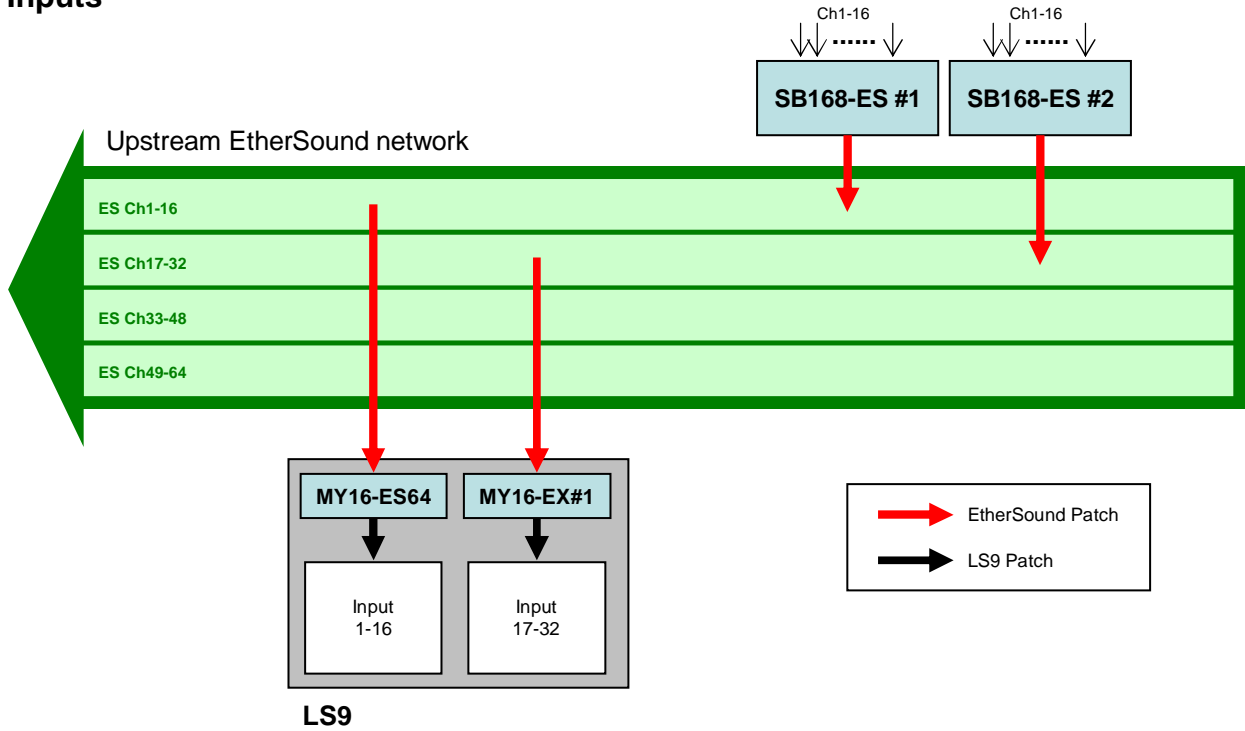 Inputs
Ch1-16
Ch1-16
SB168-ES #1
SB168-ES #2
Upstream EtherSound network
ES Ch1-16
ES Ch17-32
ES Ch33-48
ES Ch49-64
MY16-ES64
MY16-EX#1
EtherSound Patch
LS9 Patch
Input
1-16
Input
17-32
LS9